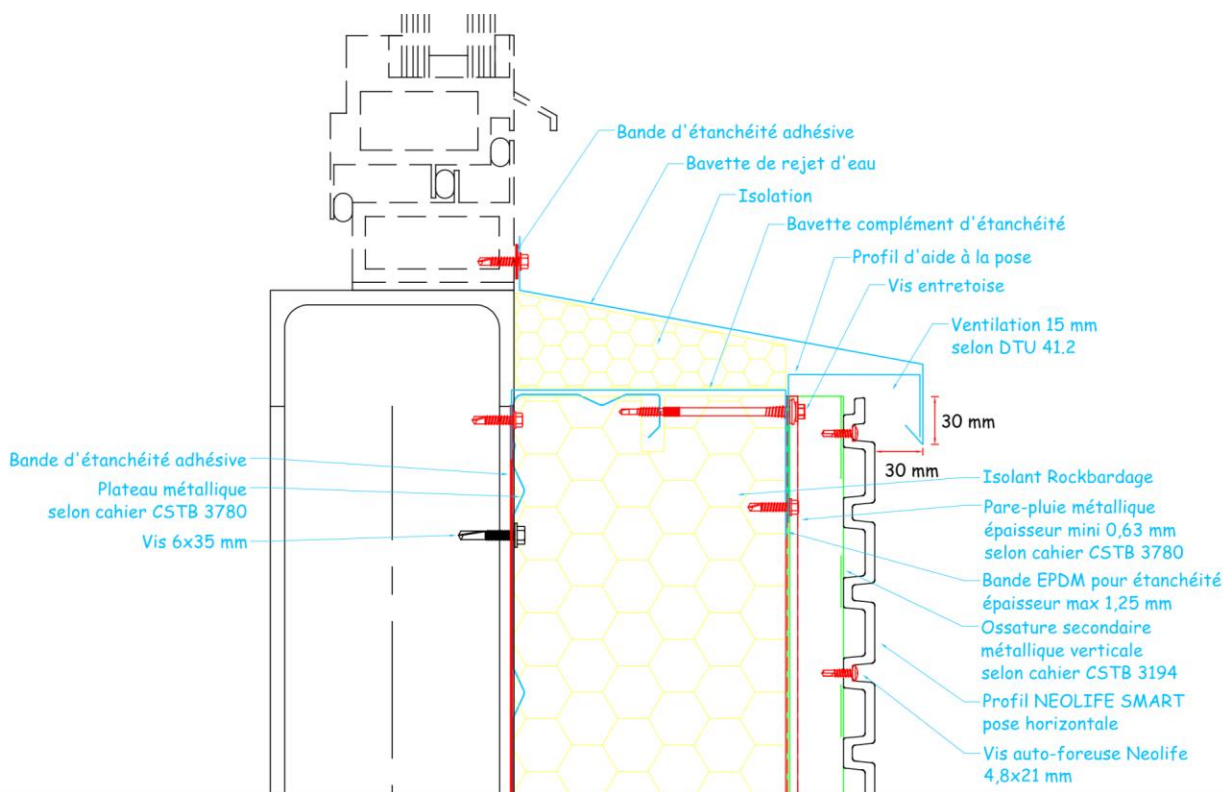 Bande d'étanchéité adhésive
Bavette de rejet d'eau
Isolation
Bavette complément d'étanchéité
Profil d'aide à la pose
Vis entretoise
Ventilation 15 mm
selon DTU 41.2
30 mm
30 mm
Bande d'étanchéité adhésive
Plateau métallique
selon cahier CSTB 3780
Vis 6x35 mm
Isolant Rockbardage
Pare-pluie métallique
épaisseur mini 0,63 mm
selon cahier CSTB 3780
Bande EPDM pour étanchéité
épaisseur max 1,25 mm
Ossature secondaire
métallique verticale
selon cahier CSTB 3194
Profil NEOLIFE SMART
pose horizontale
Vis auto-foreuse Neolife
4,8x21 mm